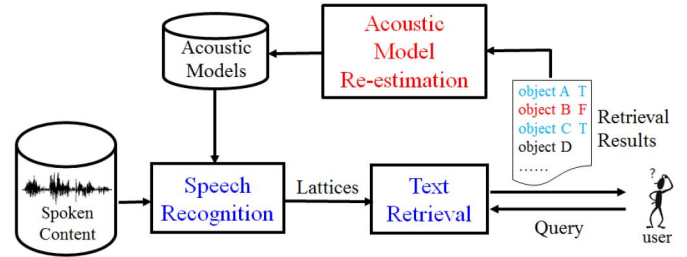 Acoustic
Models
Acoustic
Model
Re-estimation
object A T
object B F
object C T
object D
......
Retrieval
Results
Spoken
Content
Speech
Recognition
Lattices
Text
Retrieval
Query
?
user